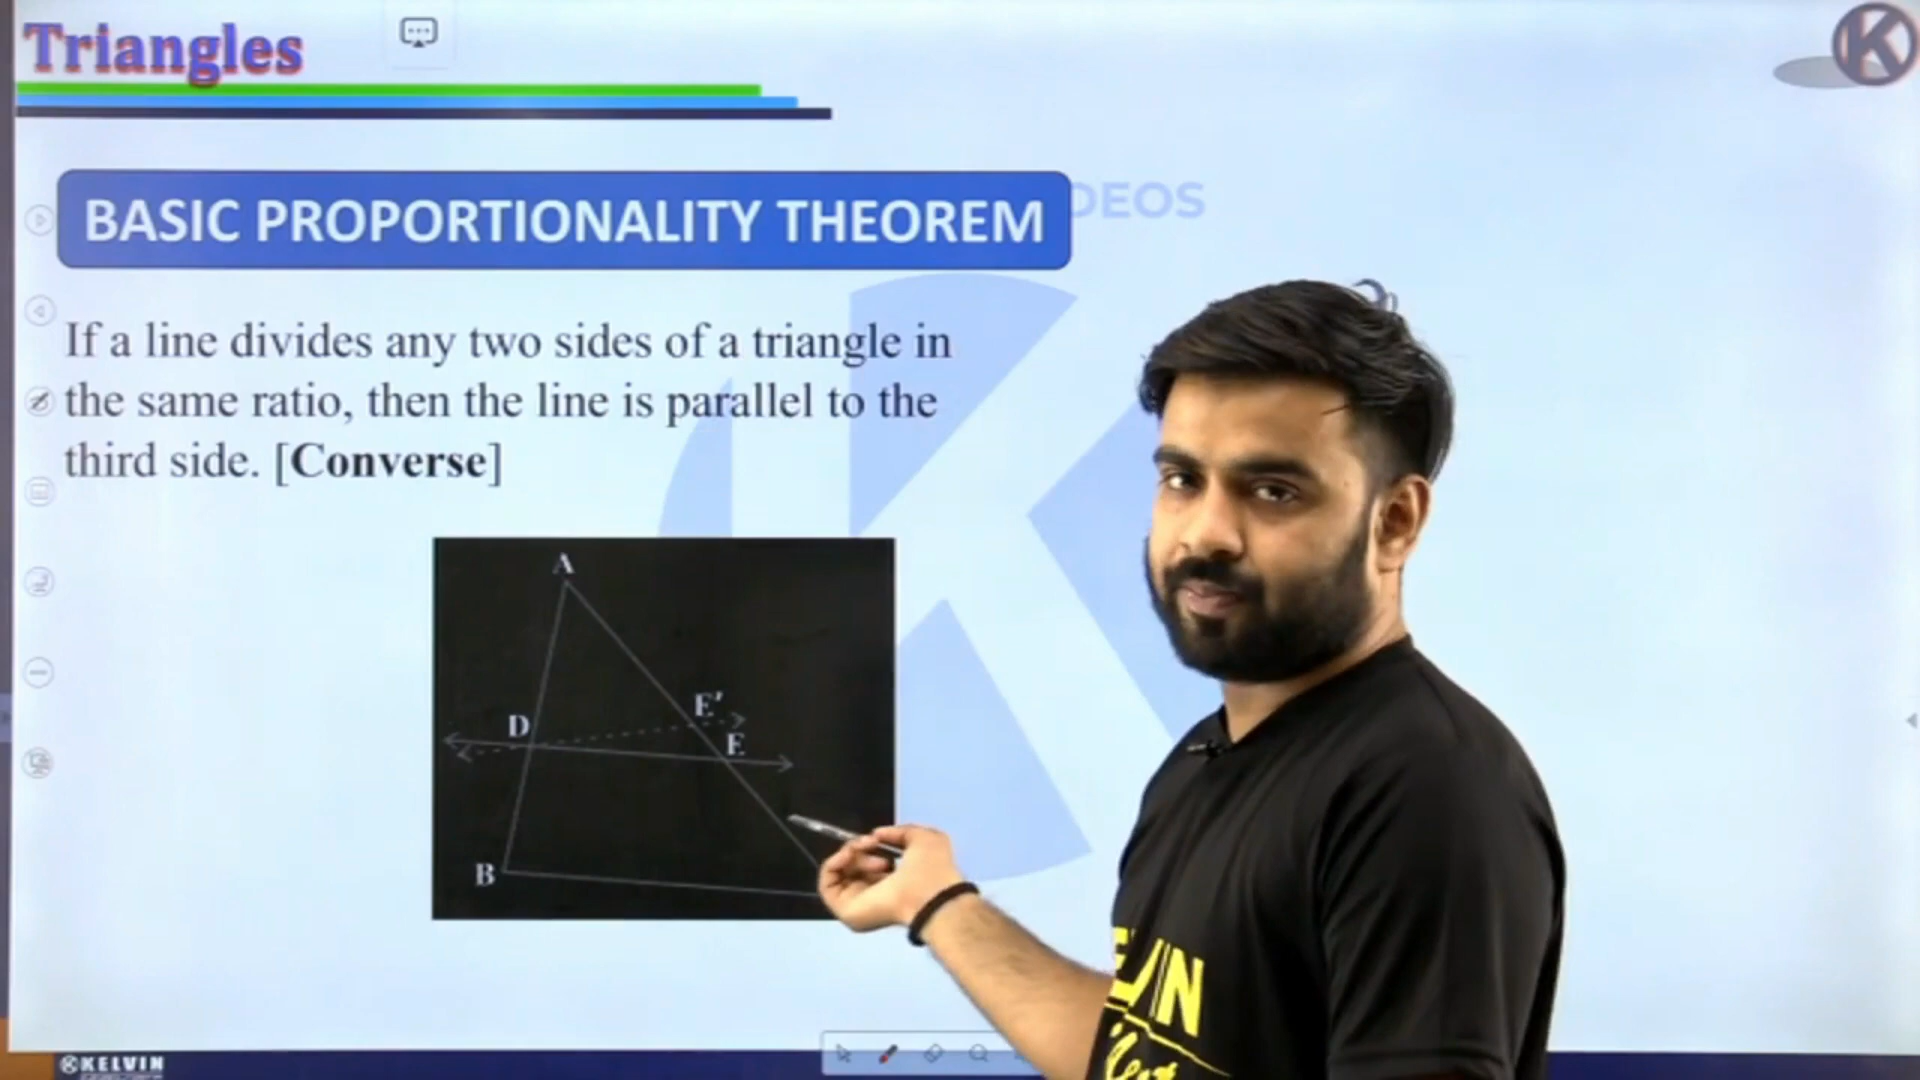 Triangles
BASIC PROPORTIONALITY THEOREM
DEOS
If a line divides any two sides of a triangle in
the same ratio, then the line is parallel to the
third side. [Converse]
A
E′
D
E
B
KELVIN